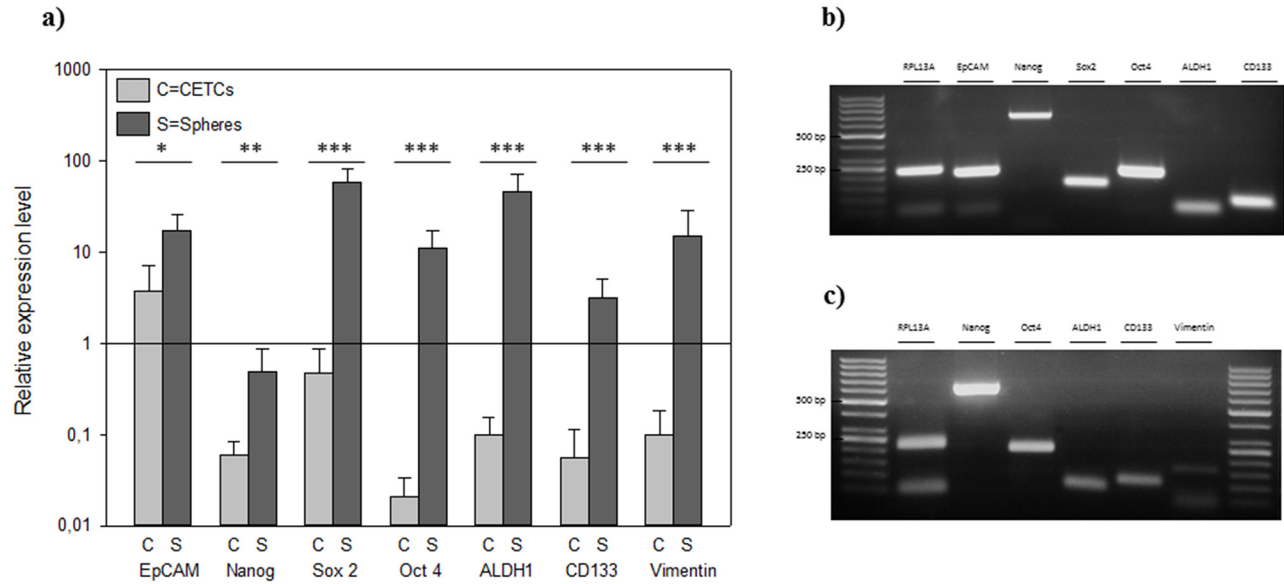 a)
Relative expression level
1000
100
10
1
0,1
0,01
C=CETCs
S=Spheres
* ** *** *** *** *** ***
C S C S C S C S C S C S C S
EpCAM Nanog Sox 2 Oct 4 ALDH1 CD133 Vimentin
b)
RPL13A EpCAM Nanog Sox2 Oct4 ALDH1 CD133
500 bp
250 bp
c)
RPL13A Nanog Oct4 ALDH1 CD133 Vimentin
500 bp
250 bp